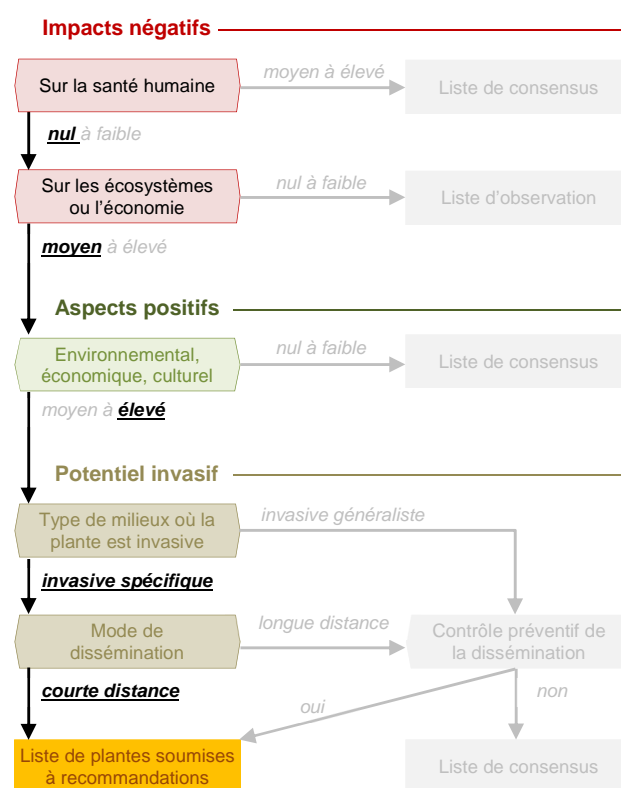 Impacts négatifs
Sur la santé humaine
moyen à élevé
Liste de consensus
nul à faible
Sur les écosystèmes
ou l'économie
nul à faible
Liste d'observation
moyen à élevé
Aspects positifs
Environnemental,
économique, culturel
nul à faible
Liste de consensus
moyen à élevé
Potentiel invasif
Type de milieux où la
plante est invasive
invasive généraliste
invasive spécifique
Mode de
dissémination
longue distance
Contrôle préventif de
la dissémination
courte distance
oui
non
Liste de plantes soumises
à recommandations
Liste de consensus